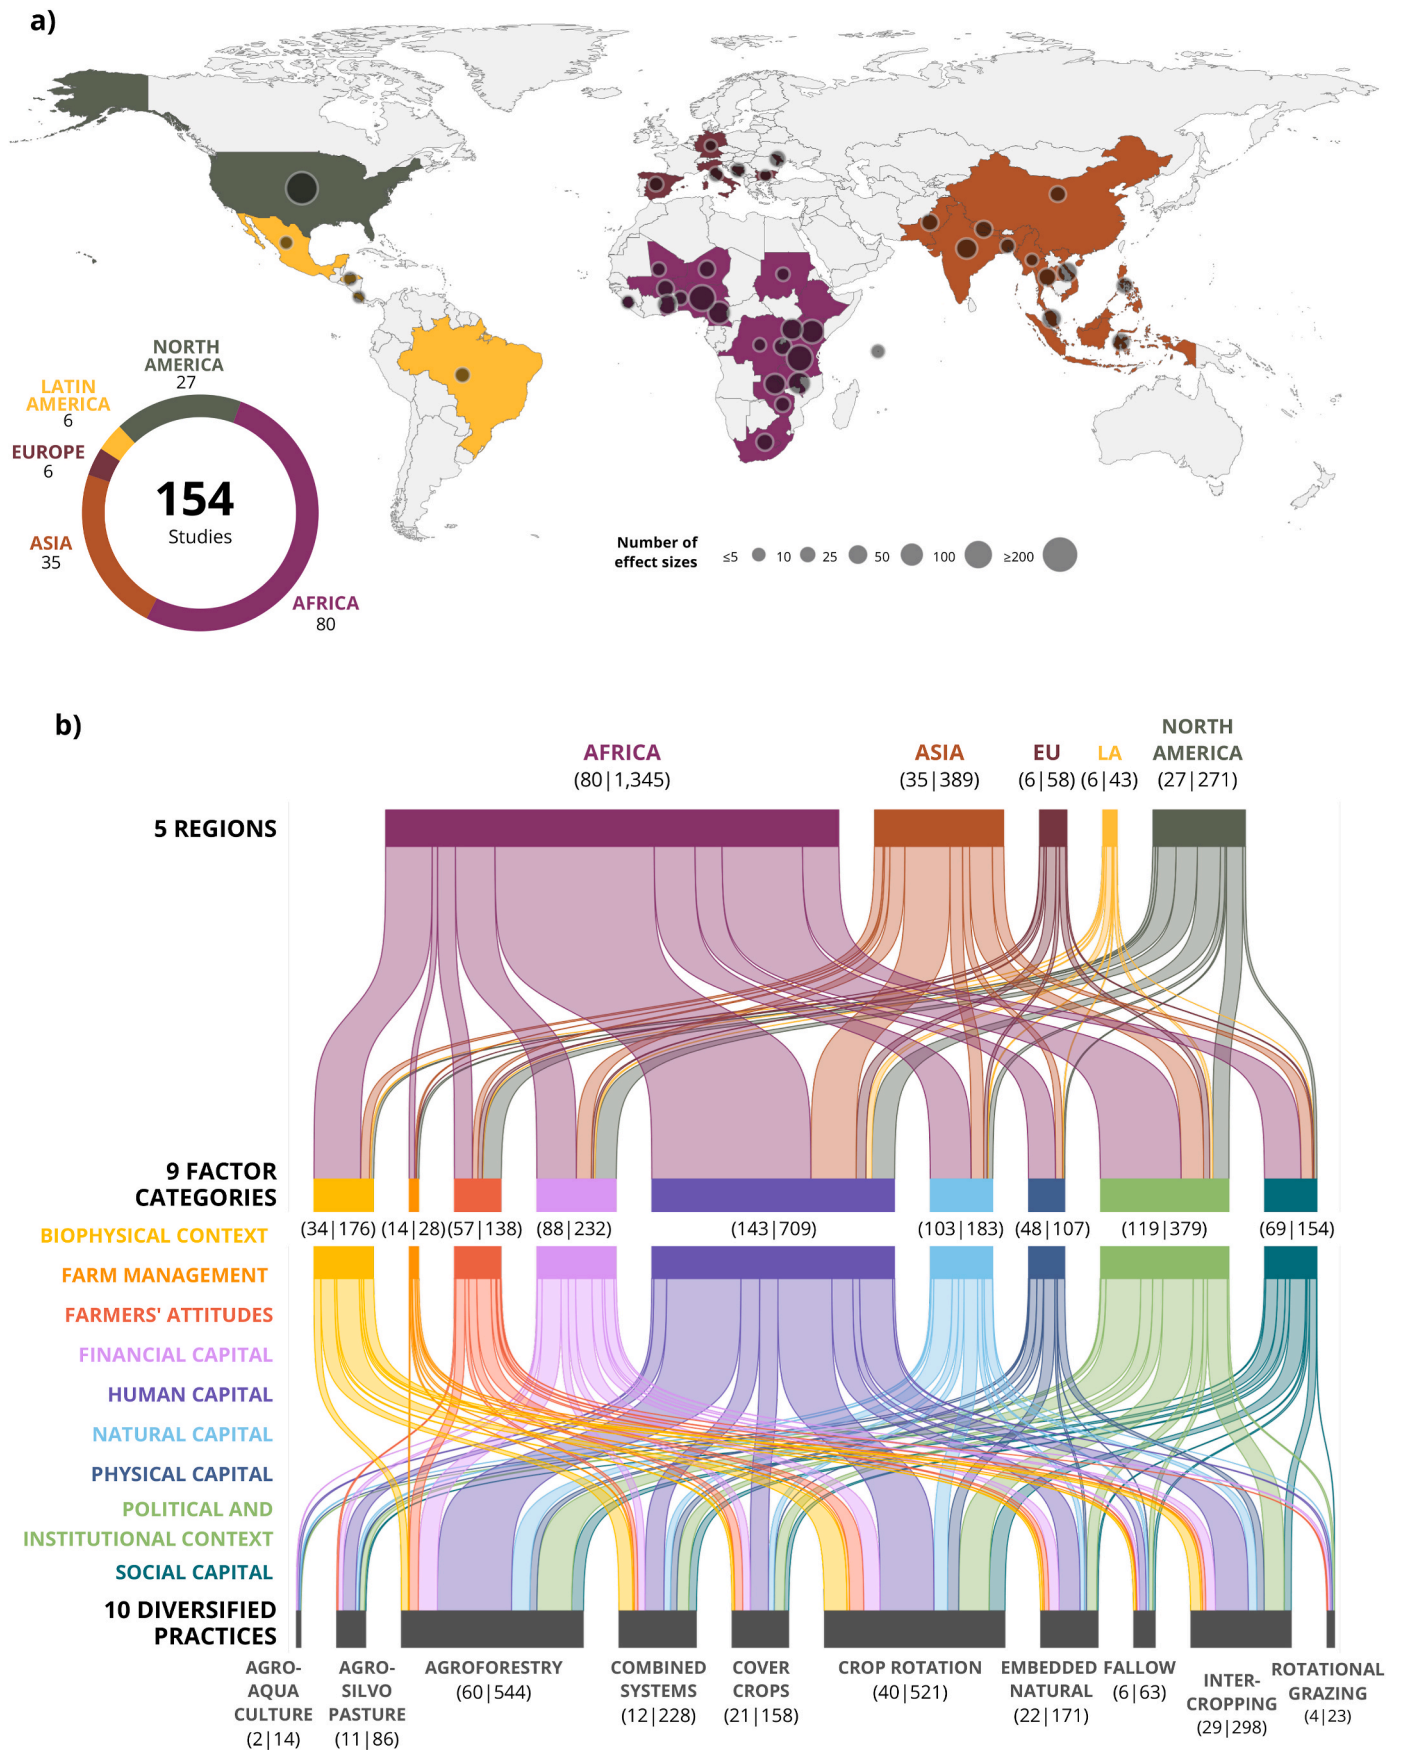 a)
NORTH
AMERICA
27
LATIN
AMERICA
6
EUROPE
6
154
Studies
ASIA
35
AFRICA
80
Number of
effect sizes
≤5 10 25 50 100 ≥200
b)
AFRICA
(80|1,345)
ASIA
(35|389)
EU
(6|58)
LA
(6|43)
NORTH
AMERICA
(27|271)
5 REGIONS
9 FACTOR
CATEGORIES
(34|176) (14|28) (57|138) (88|232) (143|709) (103|183) (48|107) (119|379) (69|154)
BIOPHYSICAL CONTEXT
FARM MANAGEMENT
FARMERS' ATTITUDES
FINANCIAL CAPITAL
HUMAN CAPITAL
NATURAL CAPITAL
PHYSICAL CAPITAL
POLITICAL AND
INSTITUTIONAL CONTEXT
SOCIAL CAPITAL
10 DIVERSIFIED
PRACTICES
AGRO-
AQUA
CULTURE
(2|14)
AGRO-
SILVO
PASTURE
(11|86)
AGROFORESTRY
(60|544)
COMBINED
SYSTEMS
(12|228)
COVER
CROPS
(21|158)
CROP ROTATION
(40|521)
EMBEDDED
NATURAL
(22|171)
FALLOW
(6|63)
INTER-
CROPPING
(29|298)
ROTATIONAL
GRAZING
(4|23)